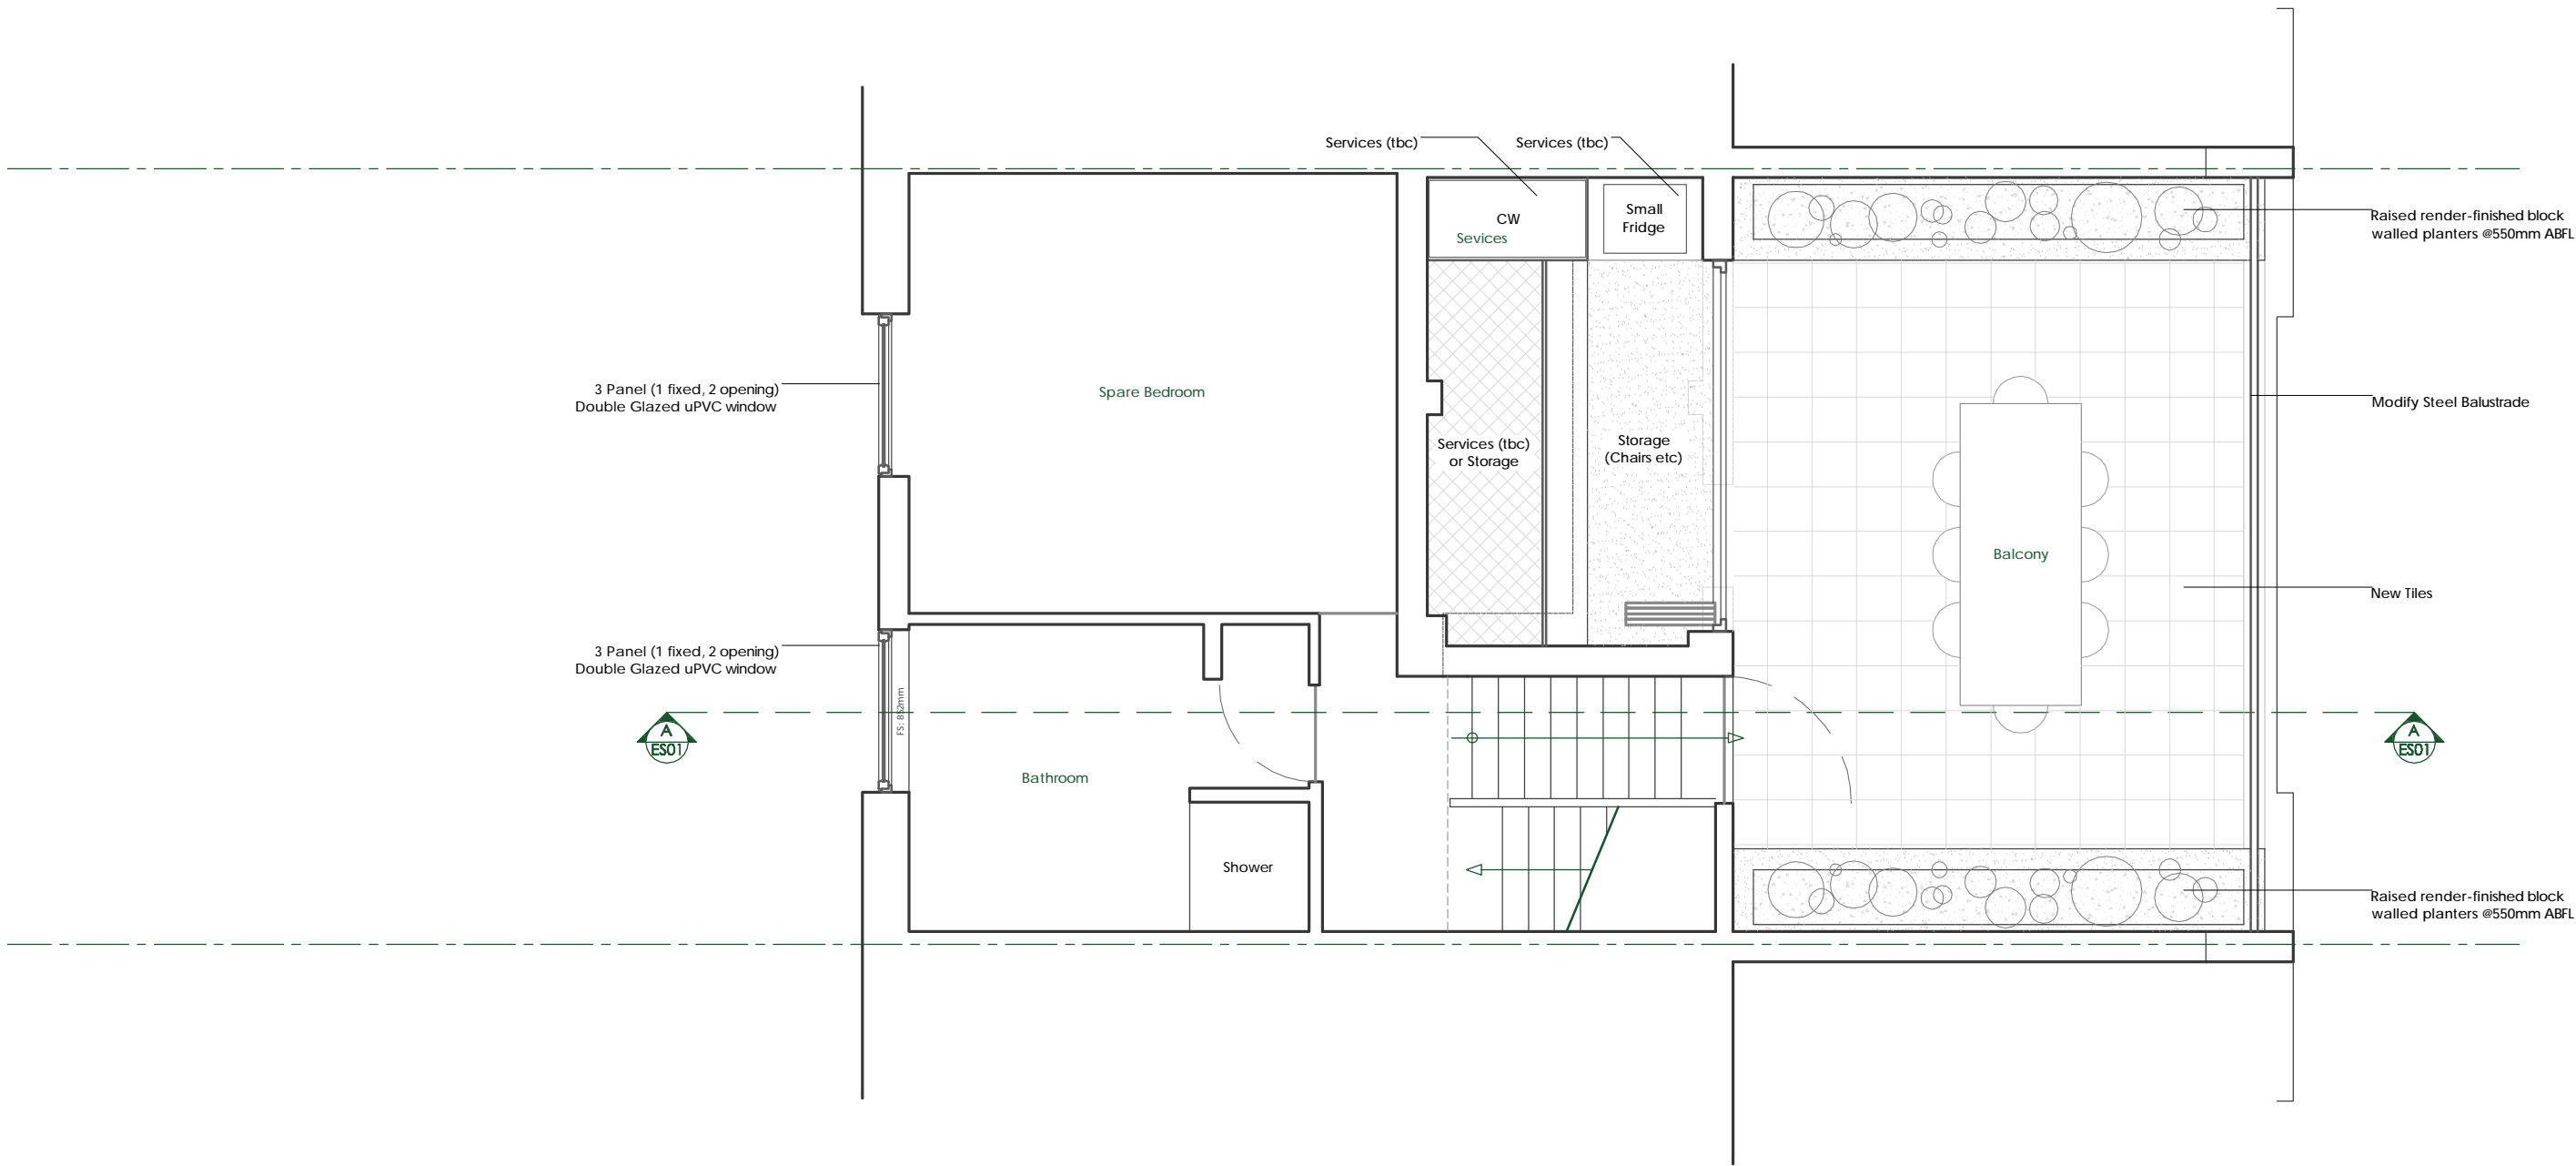 Services (tbc)
Services (tbc)
CW
Sevices
Small
Fridge
Raised render-finished block
walled planters @550mm ABFL
3 Panel (1 fixed, 2 opening)
Double Glazed uPVC window
Spare Bedroom
Services (tbc)
or Storage
Storage
(Chairs etc)
Modify Steel Balustrade
Balcony
New Tiles
3 Panel (1 fixed, 2 opening)
Double Glazed uPVC window
FS: 852mm
A
ES01
A
ES01
Bathroom
Shower
Raised render-finished block
walled planters @550mm ABFL